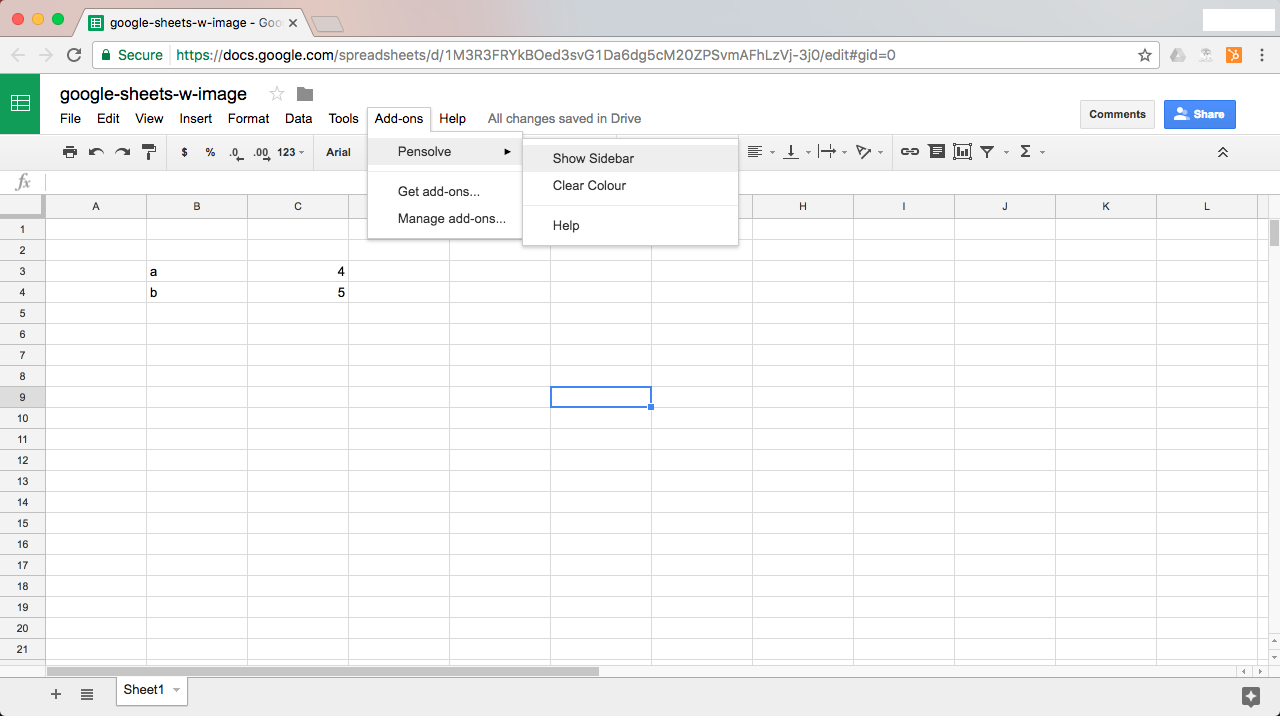 google-sheets-w-image - Goo
Secure https://docs.google.com/spreadsheets/d/1M3R3FRYkBOed3svG1Da6dg5cM20ZPSvmAFhLzVj-3j0/edit#gid=0
google-sheets-w-image
File Edit View Insert Format Data Tools Add-ons Help All changes saved in Drive
Comments Share
$ % .0 .00 123 Arial
Pensolve
Get add-ons...
Manage add-ons...
Show Sidebar
Clear Colour
Help
fx
A B C H I J K L
1
2
3 a 4
4 b 5
5
6
7
8
9
10
11
12
13
14
15
16
17
18
19
20
21
Sheet1